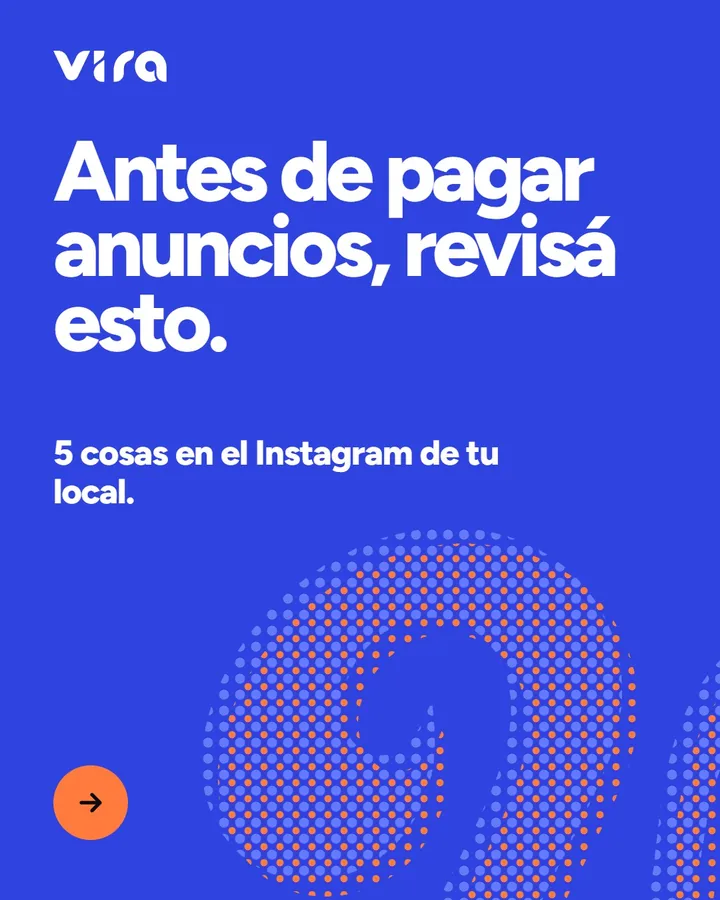 vira
Antes de pagar
anuncios, revisá
esto.
5 cosas en el Instagram de tu
local.